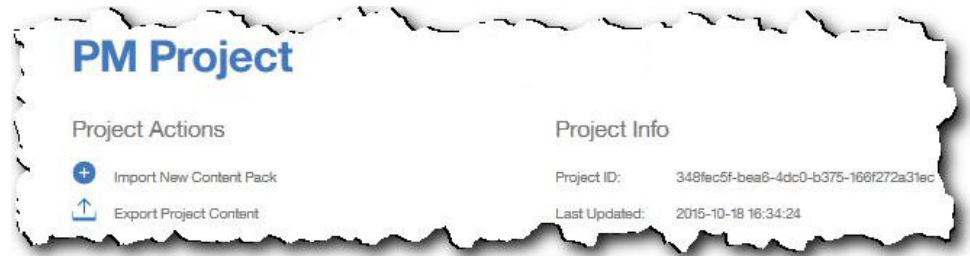 PM Project
Project Actions
Project Info
Import New Content Pack
Project ID: 348fec5f-bea6-4dc0-b375-166f272a31ec
Export Project Content
Last Updated: 2015-10-18 16:34:24